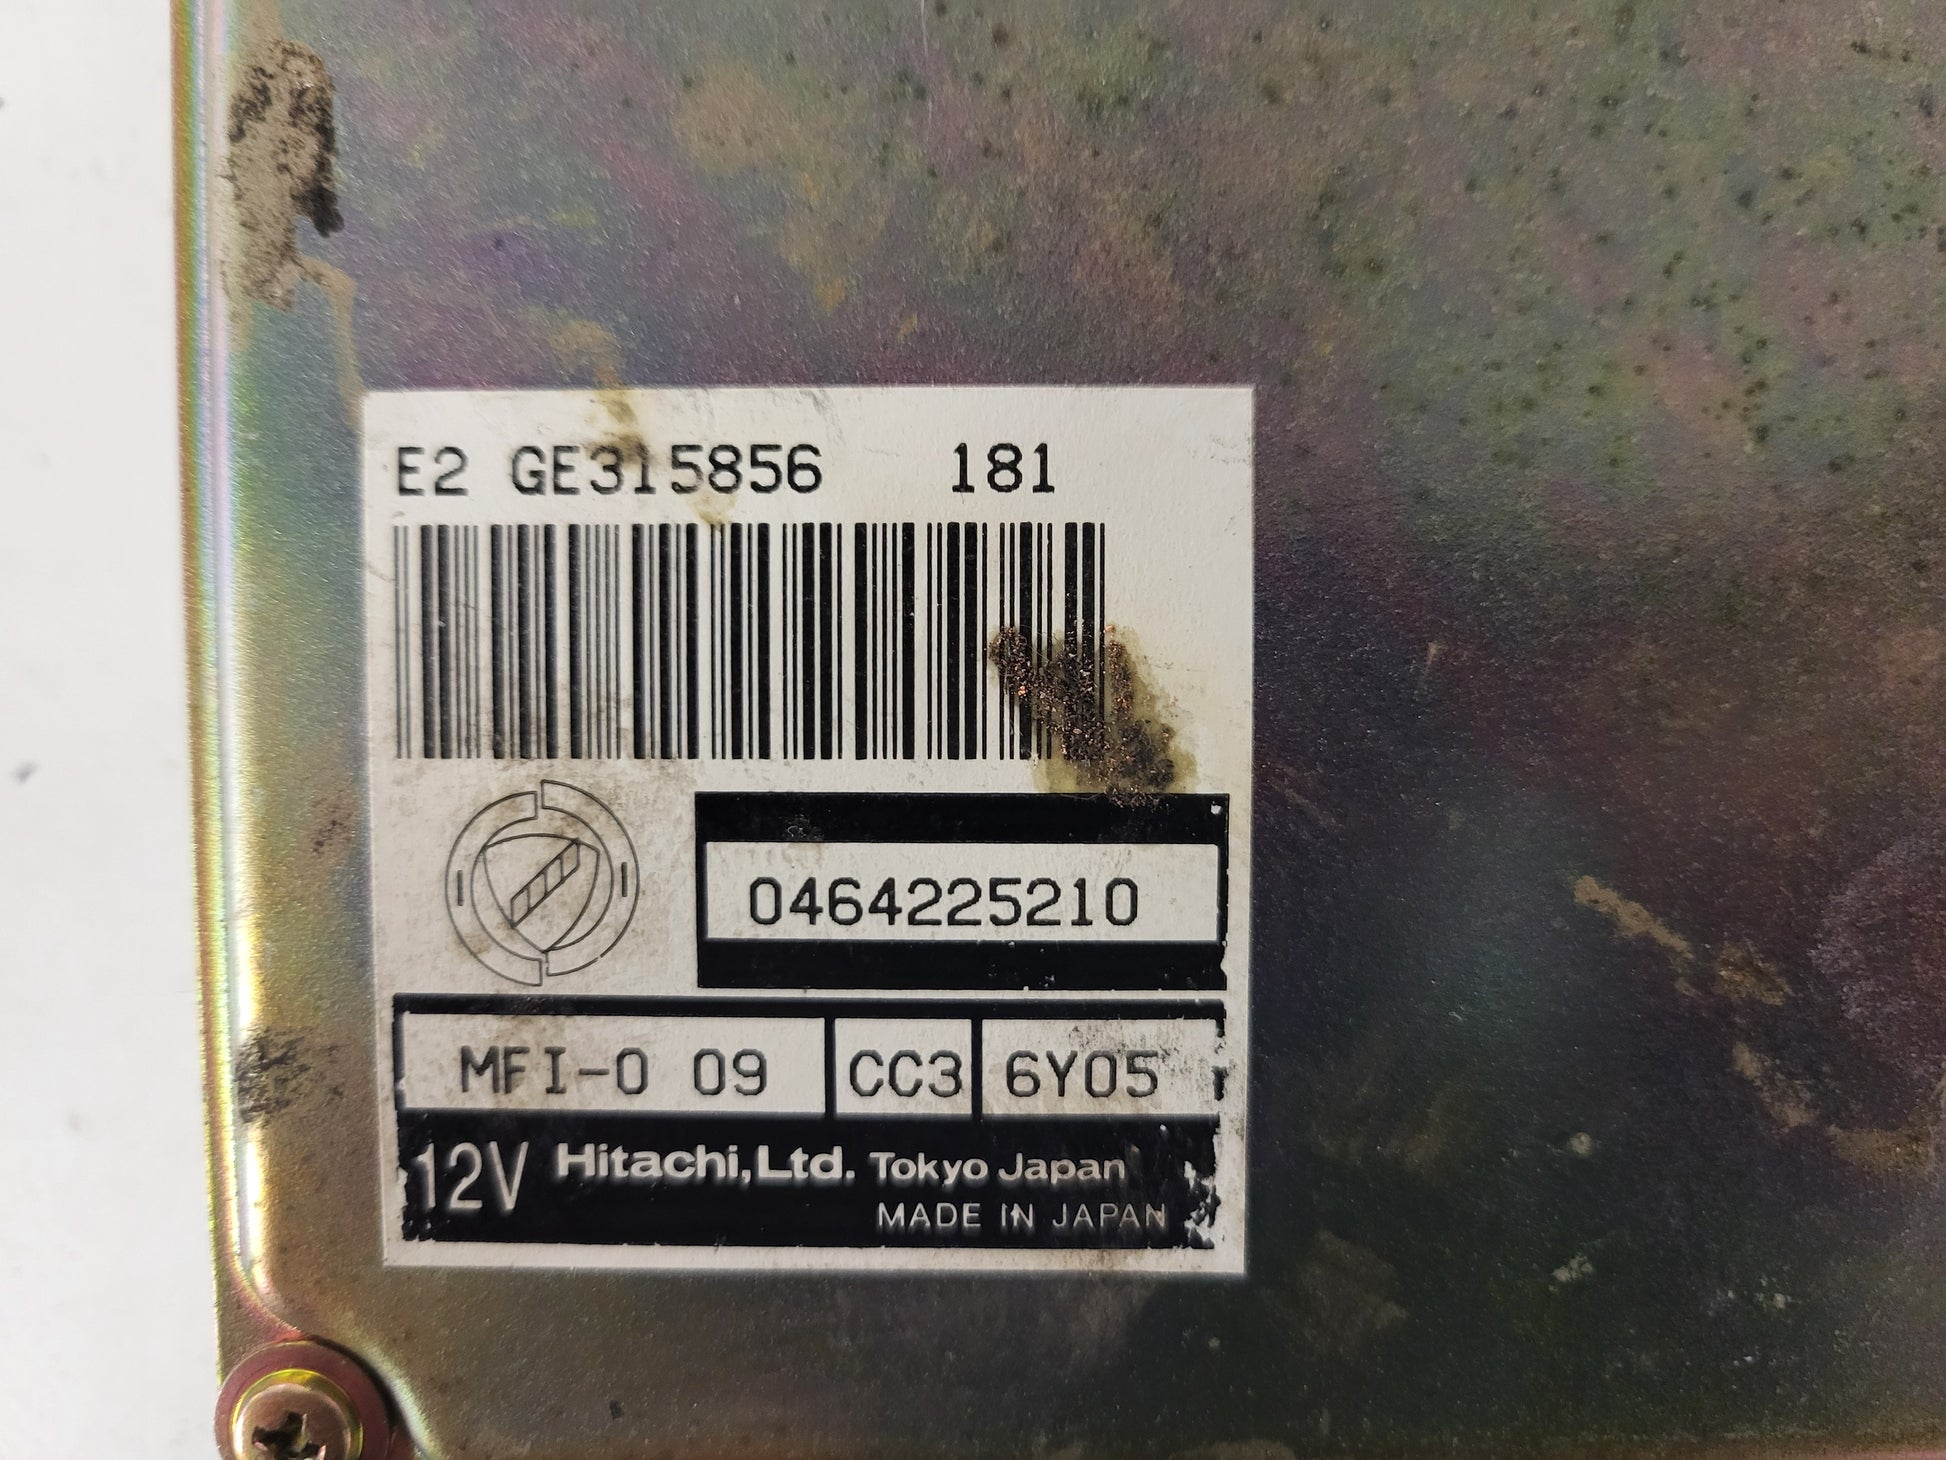 E2 GE315856 181
0464225210
MFI-0 09 CC3 6Y05
12V Hitachi,Ltd. Tokyo Japan
MADE IN JAPAN